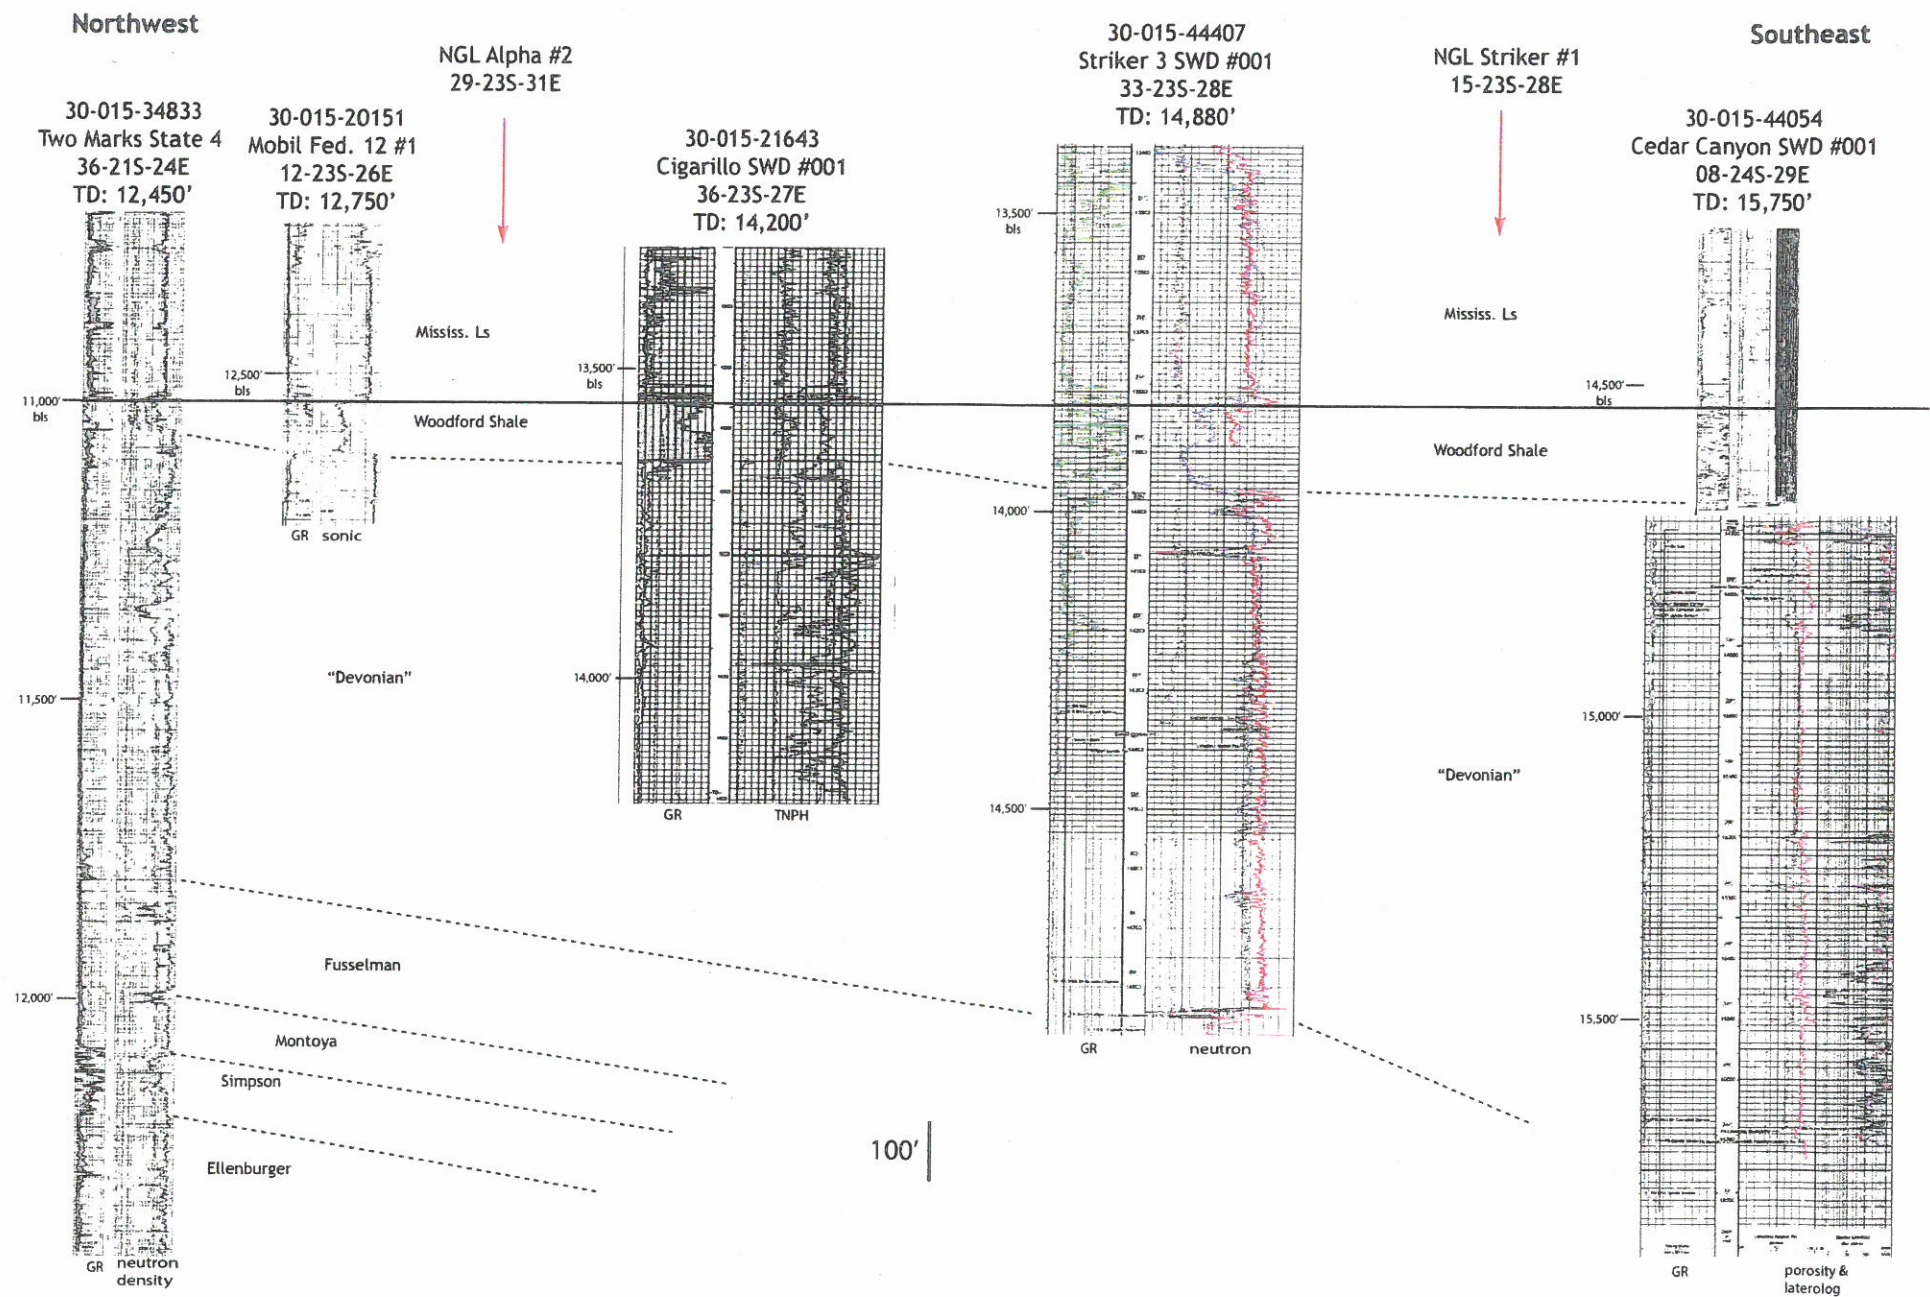 Northwest
Southeast
30-015-34833
Two Marks State 4
36-21S-24E
TD: 12,450'
30-015-20151
Mobil Fed. 12 #1
12-23S-26E
TD: 12,750'
NGL Alpha #2
29-23S-31E
30-015-21643
Cigarillo SWD #001
36-23S-27E
TD: 14,200'
30-015-44407
Striker 3 SWD #001
33-23S-28E
TD: 14,880'
NGL Striker #1
15-23S-28E
30-015-44054
Cedar Canyon SWD #001
08-24S-29E
TD: 15,750'
11,000'
bls
11,500'
12,000'
GR
neutron
density
12,500'
bls
GR sonic
Mississ. Ls
Woodford Shale
"Devonian"
Fusselman
Montoya
Simpson
Ellenburger
13,500'
bls
14,000'
GR
TNPH
100'
13,500'
bls
14,000'
14,500'
GR
neutron
Mississ. Ls
Woodford Shale
"Devonian"
14,500'
bls
15,000'
15,500'
GR
porosity &
laterolog